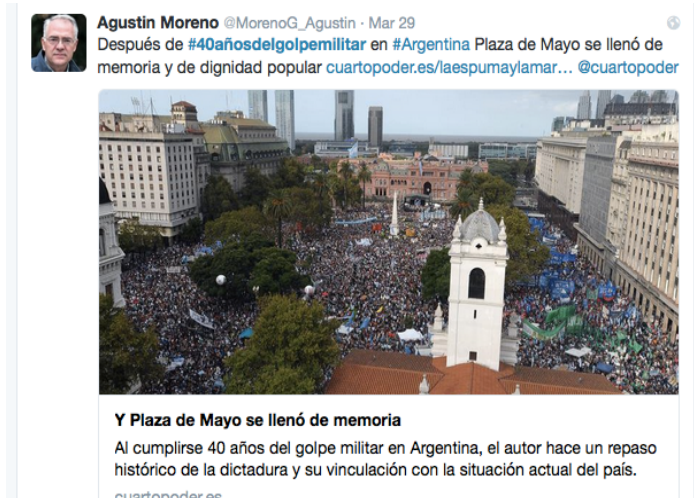 Agustin Moreno @MorenoG_Agustin · Mar 29
Después de #40añosdelgolpemilitar en #Argentina Plaza de Mayo se llenó de
memoria y de dignidad popular cuartopoder.es/laespumaylamar… @cuartopoder
Y Plaza de Mayo se llenó de memoria
Al cumplirse 40 años del golpe militar en Argentina, el autor hace un repaso
histórico de la dictadura y su vinculación con la situación actual del país.
cuartopoder.es